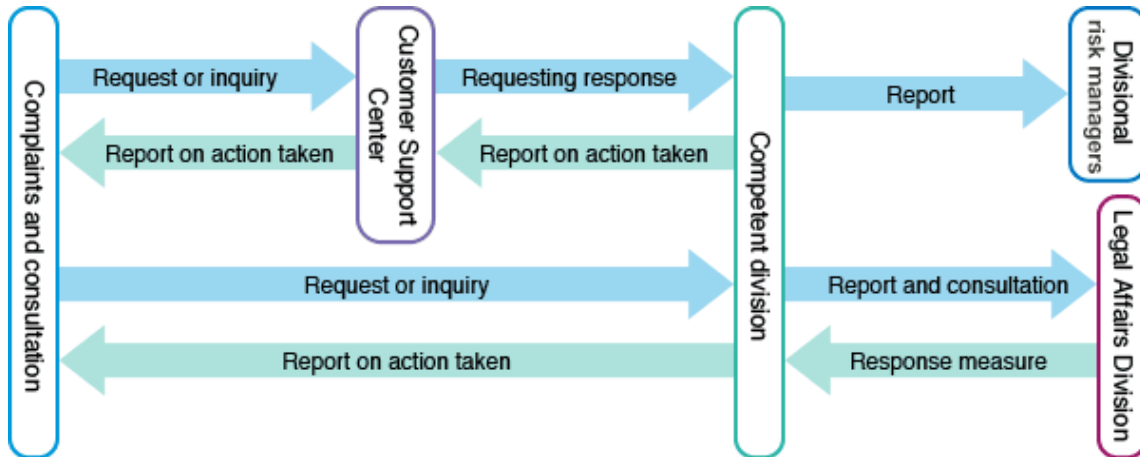 Complaints and consultation
Request or inquiry
Report on action taken
Customer Support
Center
Requesting response
Report on action taken
Request or inquiry
Report on action taken
Competent division
Report
Divisional
risk managers
Report and consultation
Response measure
Legal Affairs Division